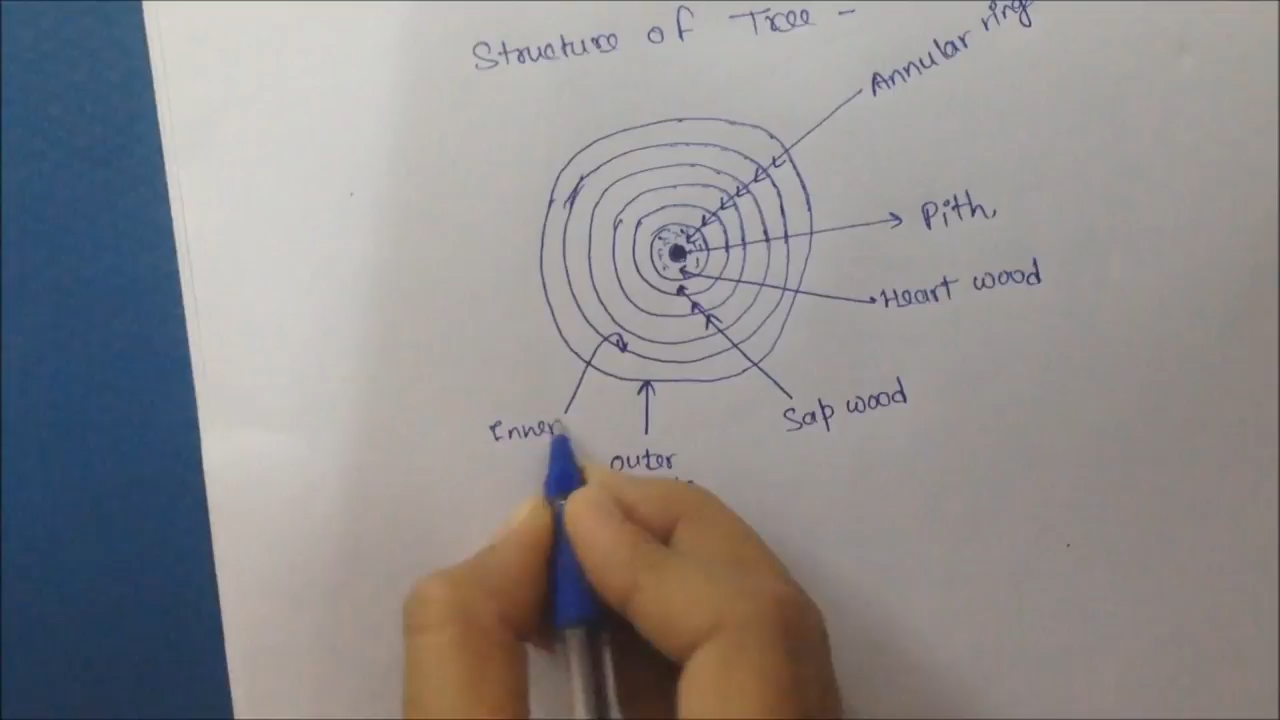 Structure of Tree -
Annular ring
Pith,
Heart wood
Sap wood
Inner
outer